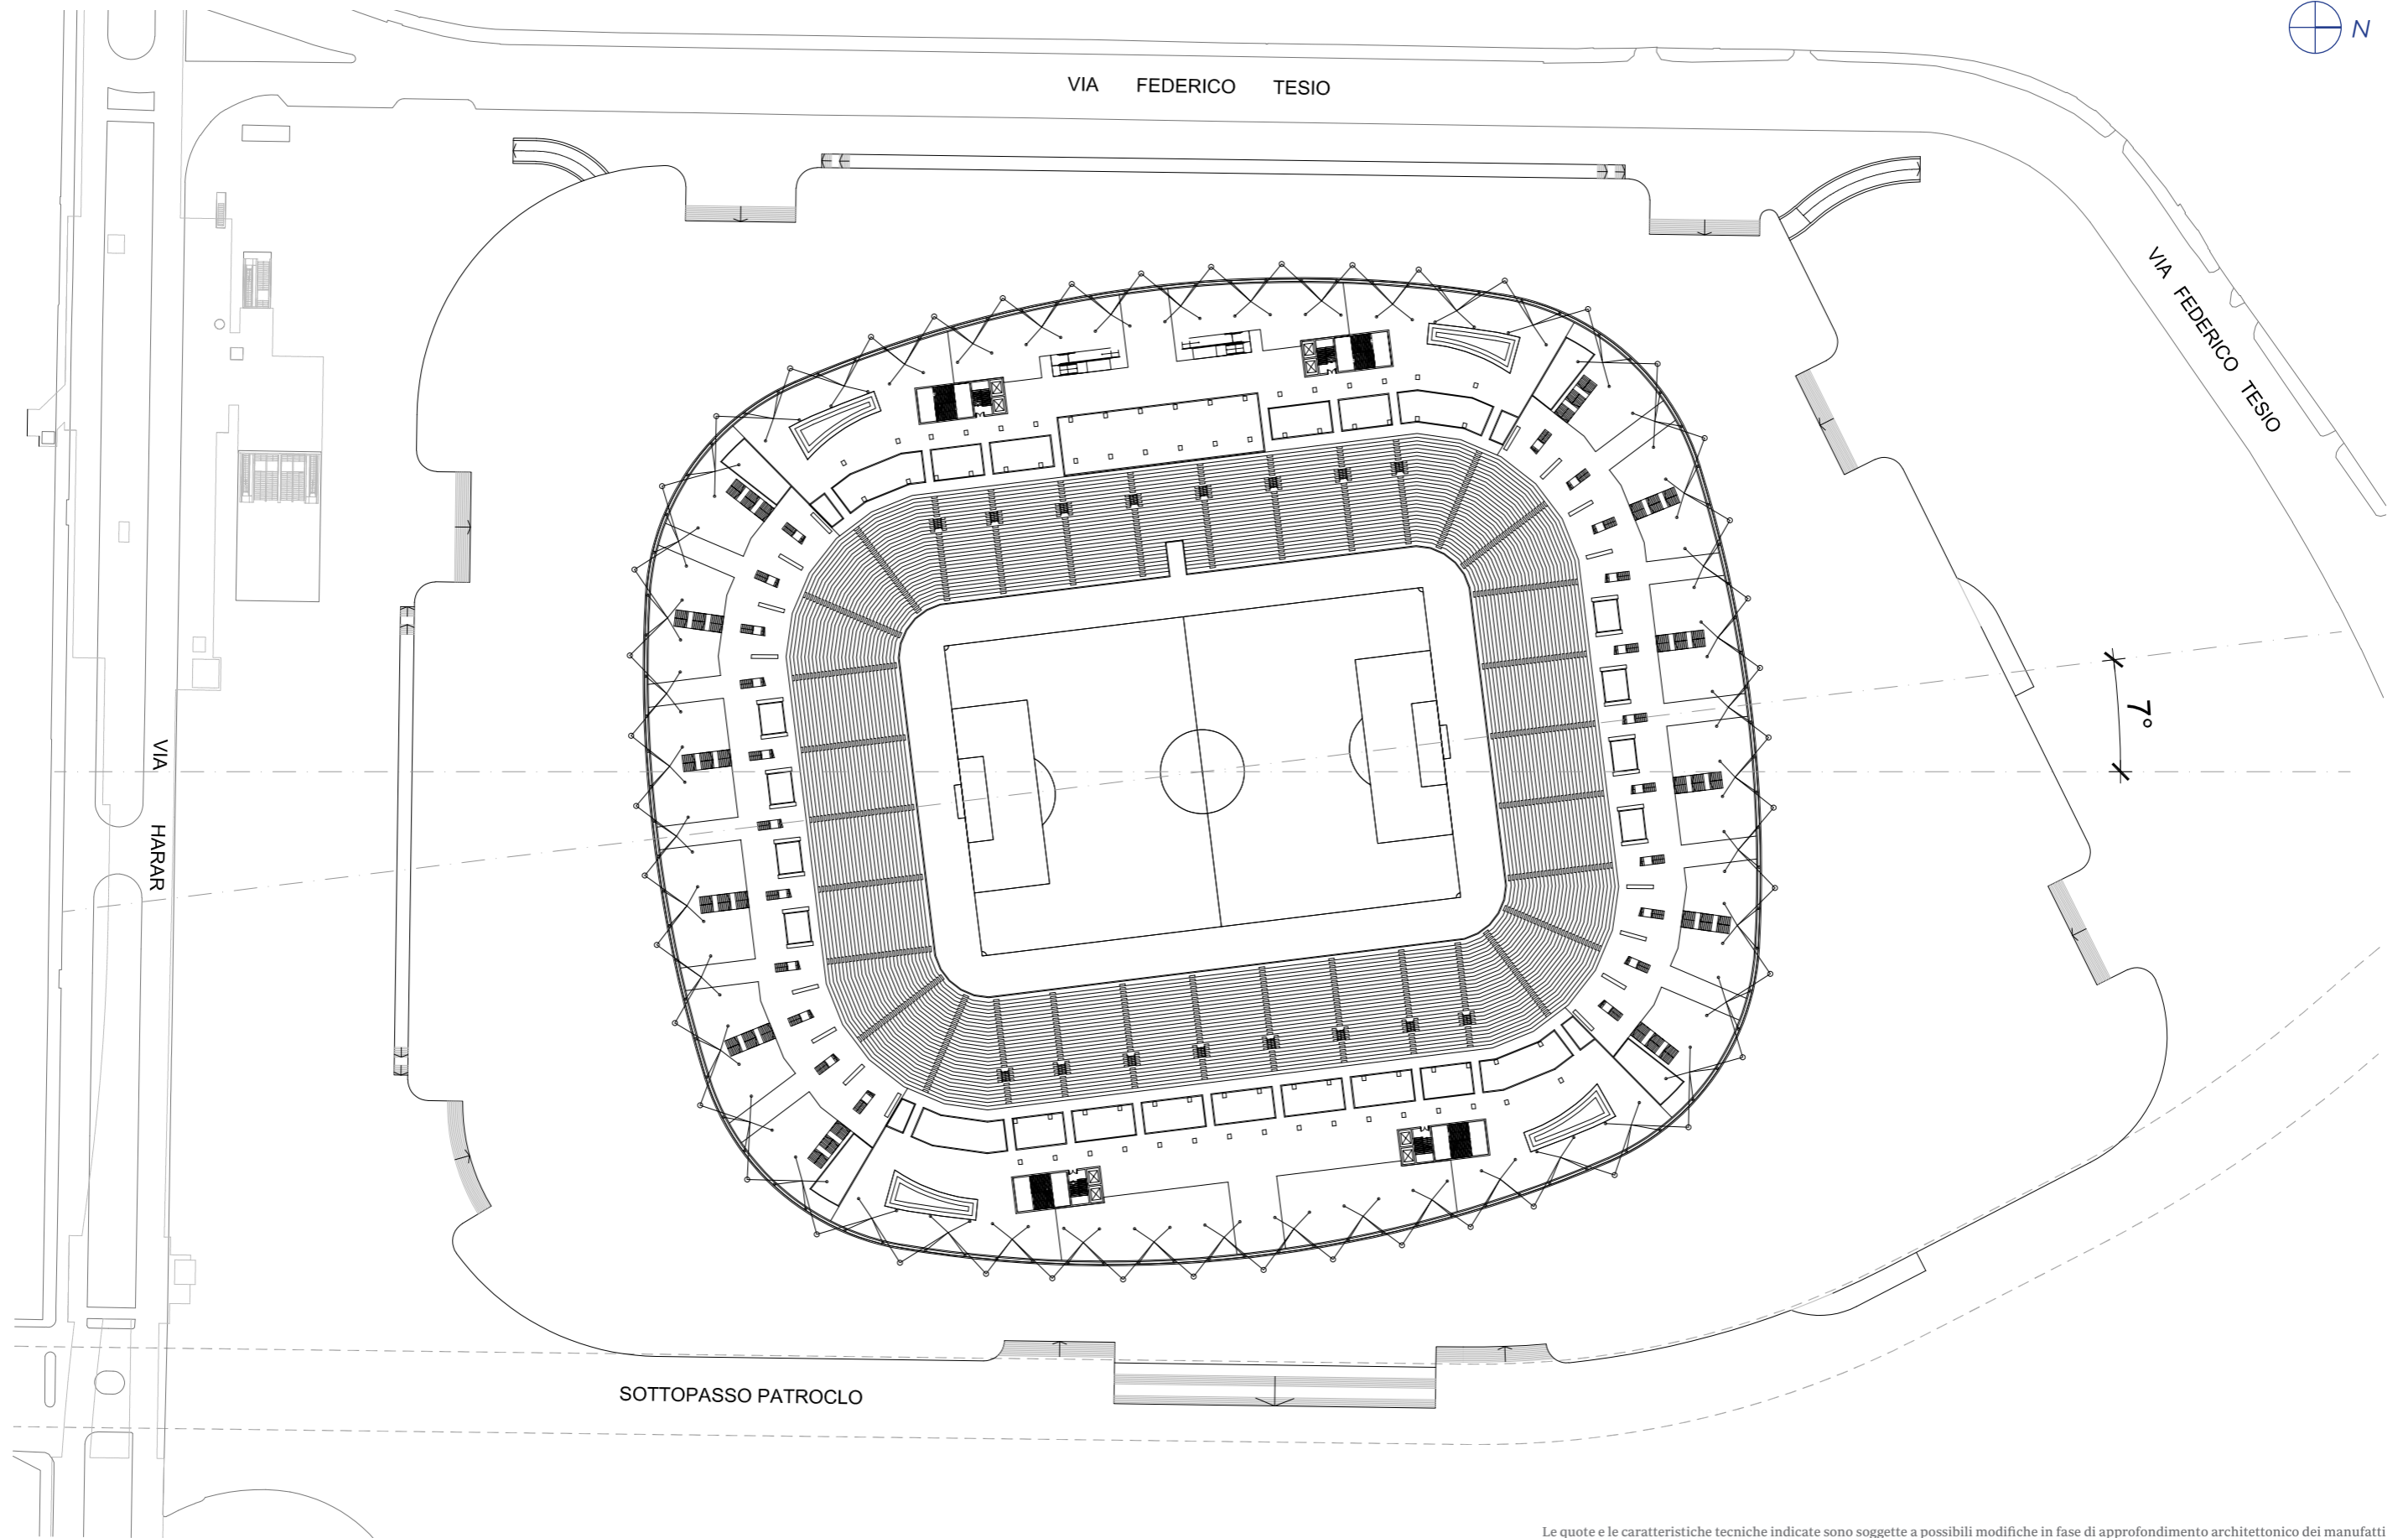 N
VIA FEDERICO TESIO
VIA FEDERICO TESIO
7°
VIA HARAR
SOTTOPASSO PATROCLO
Le quote e le caratteristiche tecniche indicate sono soggette a possibili modifiche in fase di approfondimento architettonico dei manufatti